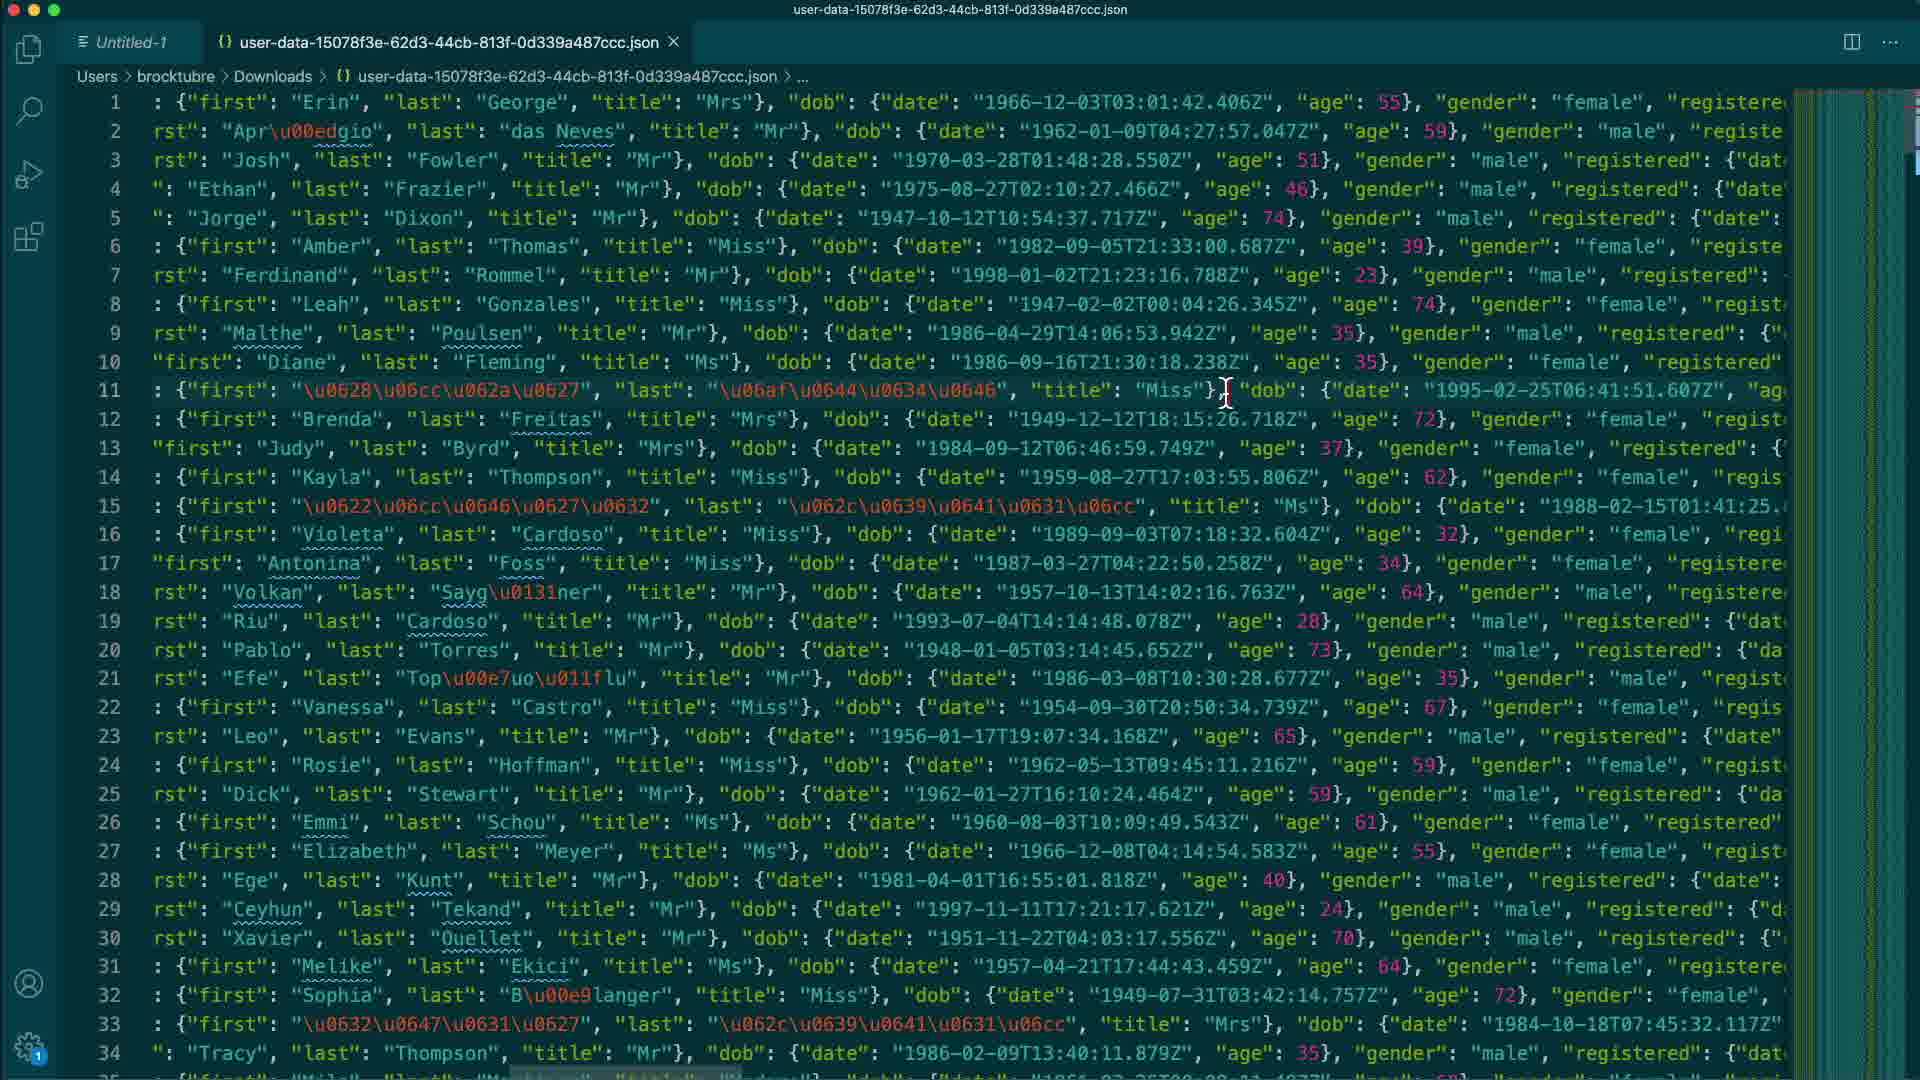 user-data-15078f3e-62d3-44cb-813f-0d339a487ccc.json
Untitled-1
{} user-data-15078f3e-62d3-44cb-813f-0d339a487ccc.json ×
Users > brocktubre > Downloads > {} user-data-15078f3e-62d3-44cb-813f-0d339a487ccc.json > ...
1 : {"first": "Erin", "last": "George", "title": "Mrs"}, "dob": {"date": "1966-12-03T03:01:42.406Z", "age": 55}, "gender": "female", "registere
2 rst": "Apr\u00edgio", "last": "das Neves", "title": "Mr"}, "dob": {"date": "1962-01-09T04:27:57.047Z", "age": 59}, "gender": "male", "registe
3 rst": "Josh", "last": "Fowler", "title": "Mr"}, "dob": {"date": "1970-03-28T01:48:28.550Z", "age": 51}, "gender": "male", "registered": {"dat
4 ": "Ethan", "last": "Frazier", "title": "Mr"}, "dob": {"date": "1975-08-27T02:10:27.466Z", "age": 46}, "gender": "male", "registered": {"date
5 ": "Jorge", "last": "Dixon", "title": "Mr"}, "dob": {"date": "1947-10-12T10:54:37.717Z", "age": 74}, "gender": "male", "registered": {"date":
6 : {"first": "Amber", "last": "Thomas", "title": "Miss"}, "dob": {"date": "1982-09-05T21:33:00.687Z", "age": 39}, "gender": "female", "registe
7 rst": "Ferdinand", "last": "Rommel", "title": "Mr"}, "dob": {"date": "1998-01-02T21:23:16.788Z", "age": 23}, "gender": "male", "registered":
8 : {"first": "Leah", "last": "Gonzales", "title": "Miss"}, "dob": {"date": "1947-02-02T00:04:26.345Z", "age": 74}, "gender": "female", "regist
9 rst": "Malthe", "last": "Poulsen", "title": "Mr"}, "dob": {"date": "1986-04-29T14:06:53.942Z", "age": 35}, "gender": "male", "registered": {"
10 "first": "Diane", "last": "Fleming", "title": "Ms"}, "dob": {"date": "1986-09-16T21:30:18.238Z", "age": 35}, "gender": "female", "registered"
11 : {"first": "\u0628\u06cc\u062a\u0627", "last": "\u06af\u0644\u0634\u0646", "title": "Miss"}, "dob": {"date": "1995-02-25T06:41:51.607Z", "ag
12 : {"first": "Brenda", "last": "Freitas", "title": "Mrs"}, "dob": {"date": "1949-12-12T18:15:26.718Z", "age": 72}, "gender": "female", "registe
13 "first": "Judy", "last": "Byrd", "title": "Mrs"}, "dob": {"date": "1984-09-12T06:46:59.749Z", "age": 37}, "gender": "female", "registered": {
14 : {"first": "Kayla", "last": "Thompson", "title": "Miss"}, "dob": {"date": "1959-08-27T17:03:55.806Z", "age": 62}, "gender": "female", "regis
15 : {"first": "\u0622\u06cc\u0646\u0627\u0632", "last": "\u062c\u0639\u0641\u0631\u06cc", "title": "Ms"}, "dob": {"date": "1988-02-15T01:41:25.
16 : {"first": "Violeta", "last": "Cardoso", "title": "Miss"}, "dob": {"date": "1989-09-03T07:18:32.604Z", "age": 32}, "gender": "female", "regi
17 "first": "Antonina", "last": "Foss", "title": "Miss"}, "dob": {"date": "1987-03-27T04:22:50.258Z", "age": 34}, "gender": "female", "registere
18 rst": "Volkan", "last": "Sayg\u0131ner", "title": "Mr"}, "dob": {"date": "1957-10-13T14:02:16.763Z", "age": 64}, "gender": "male", "registere
19 rst": "Riu", "last": "Cardoso", "title": "Mr"}, "dob": {"date": "1993-07-04T14:14:48.078Z", "age": 28}, "gender": "male", "registered": {"dat
20 rst": "Pablo", "last": "Torres", "title": "Mr"}, "dob": {"date": "1948-01-05T03:14:45.652Z", "age": 73}, "gender": "male", "registered": {"da
21 rst": "Efe", "last": "Top\u00e7uo\u011flu", "title": "Mr"}, "dob": {"date": "1986-03-08T10:30:28.677Z", "age": 35}, "gender": "male", "regist
22 : {"first": "Vanessa", "last": "Castro", "title": "Miss"}, "dob": {"date": "1954-09-30T20:50:34.739Z", "age": 67}, "gender": "female", "regis
23 rst": "Leo", "last": "Evans", "title": "Mr"}, "dob": {"date": "1956-01-17T19:07:34.168Z", "age": 65}, "gender": "male", "registered": {"date"
24 : {"first": "Rosie", "last": "Hoffman", "title": "Miss"}, "dob": {"date": "1962-05-13T09:45:11.216Z", "age": 59}, "gender": "female", "regist
25 rst": "Dick", "last": "Stewart", "title": "Mr"}, "dob": {"date": "1962-01-27T16:10:24.464Z", "age": 59}, "gender": "male", "registered": {"da
26 : {"first": "Emmi", "last": "Schou", "title": "Ms"}, "dob": {"date": "1960-08-03T10:09:49.543Z", "age": 61}, "gender": "female", "registered"
27 : {"first": "Elizabeth", "last": "Meyer", "title": "Ms"}, "dob": {"date": "1966-12-08T04:14:54.583Z", "age": 55}, "gender": "female", "regist
28 rst": "Ege", "last": "Kunt", "title": "Mr"}, "dob": {"date": "1981-04-01T16:55:01.818Z", "age": 40}, "gender": "male", "registered": {"date":
29 rst": "Ceyhun", "last": "Tekand", "title": "Mr"}, "dob": {"date": "1997-11-11T17:21:17.621Z", "age": 24}, "gender": "male", "registered": {"d
30 rst": "Xavier", "last": "Ouellet", "title": "Mr"}, "dob": {"date": "1951-11-22T04:03:17.556Z", "age": 70}, "gender": "male", "registered": {"
31 : {"first": "Melike", "last": "Ekici", "title": "Ms"}, "dob": {"date": "1957-04-21T17:44:43.459Z", "age": 64}, "gender": "female", "registere
32 : {"first": "Sophia", "last": "B\u00e9langer", "title": "Miss"}, "dob": {"date": "1949-07-31T03:42:14.757Z", "age": 72}, "gender": "female", "
33 : {"first": "\u0632\u0647\u0631\u0627", "last": "\u062c\u0639\u0641\u0631\u06cc", "title": "Mrs"}, "dob": {"date": "1984-10-18T07:45:32.117Z"
34 ": "Tracy", "last": "Thompson", "title": "Mr"}, "dob": {"date": "1986-02-09T13:40:11.879Z", "age": 35}, "gender": "male", "registered": {"dat
1